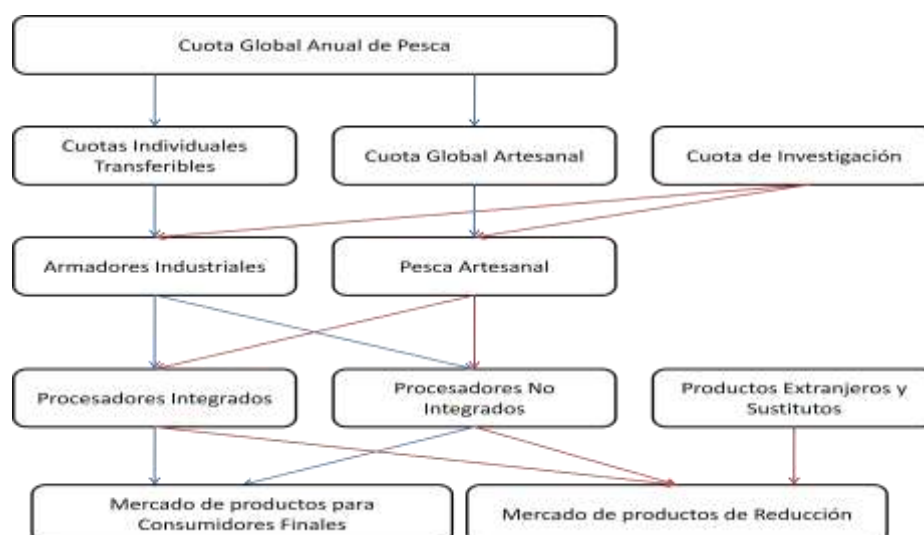 Cuota Global Anual de Pesca
Cuotas Individuales
Transferibles
Cuota Global Artesanal
Cuota de Investigación
Armadores Industriales
Pesca Artesanal
Procesadores Integrados
Procesadores No
Integrados
Productos Extranjeros y
Sustitutos
Mercado de productos para
Consumidores Finales
Mercado de productos de Reducción